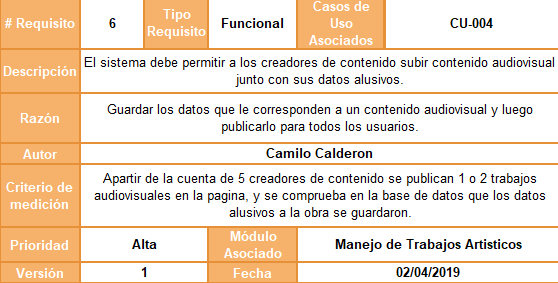 # Requisito 6 Tipo Requisito Funcional Casos de Uso Asociados CU-004
Descripción El sistema debe permitir a los creadores de contenido subir contenido audiovisual
junto con sus datos alusivos.
Razón Guardar los datos que le corresponden a un contenido audiovisual y luego
publicarlo para todos los usuarios.
Autor Camilo Calderon
Criterio de medición Apartir de la cuenta de 5 creadores de contenido se publican 1 o 2 trabajos
audiovisuales en la pagina, y se comprueba en la base de datos que los datos
alusivos a la obra se guardaron.
Prioridad Alta Módulo Asociado Manejo de Trabajos Artisticos
Versión 1 Fecha 02/04/2019